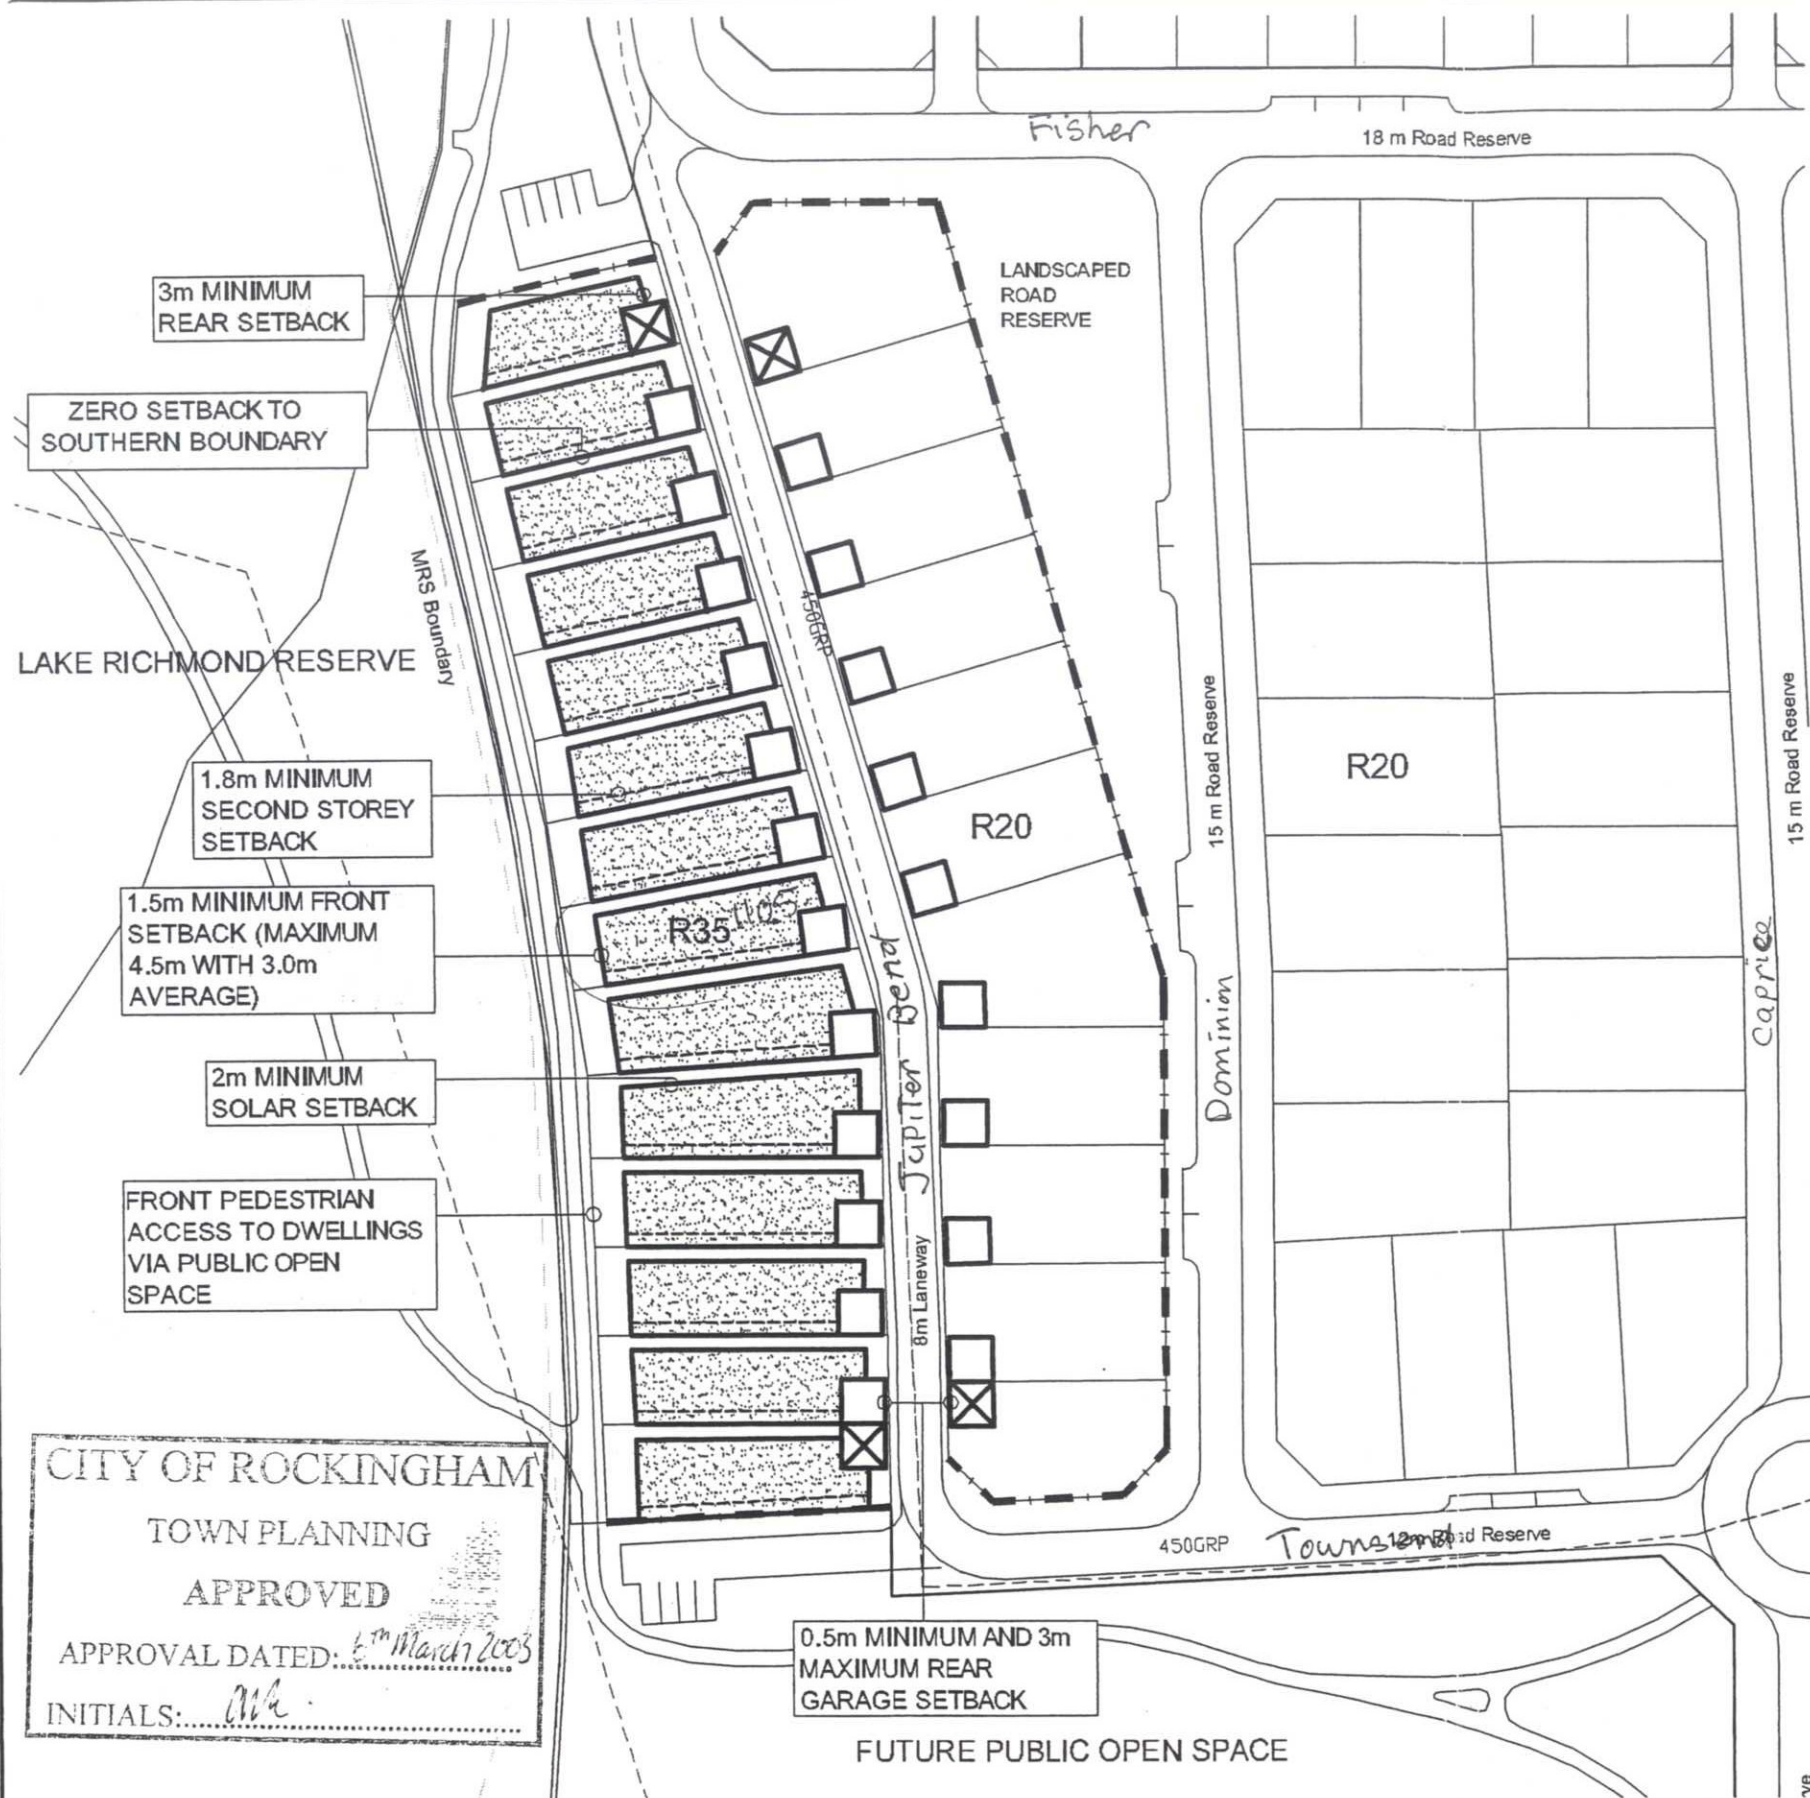 Fisher
18 m Road Reserve
LANDSCAPED
ROAD
RESERVE
3m MINIMUM
REAR SETBACK
ZERO SETBACK TO
SOUTHERN BOUNDARY
MRS Boundary
450GRP
LAKE RICHMOND RESERVE
15 m Road Reserve
15 m Road Reserve
R20
1.8m MINIMUM
SECOND STOREY
SETBACK
R20
1.5m MINIMUM FRONT
SETBACK (MAXIMUM
4.5m WITH 3.0m
AVERAGE)
R35
Jupiter Bend
Dominion
Caprice
2m MINIMUM
SOLAR SETBACK
FRONT PEDESTRIAN
ACCESS TO DWELLINGS
VIA PUBLIC OPEN
SPACE
8m Laneway
CITY OF ROCKINGHAM
TOWN PLANNING
APPROVED
APPROVAL DATED: 6th March 2003
INITIALS:
450GRP
Townsend
12m Road Reserve
0.5m MINIMUM AND 3m
MAXIMUM REAR
GARAGE SETBACK
FUTURE PUBLIC OPEN SPACE